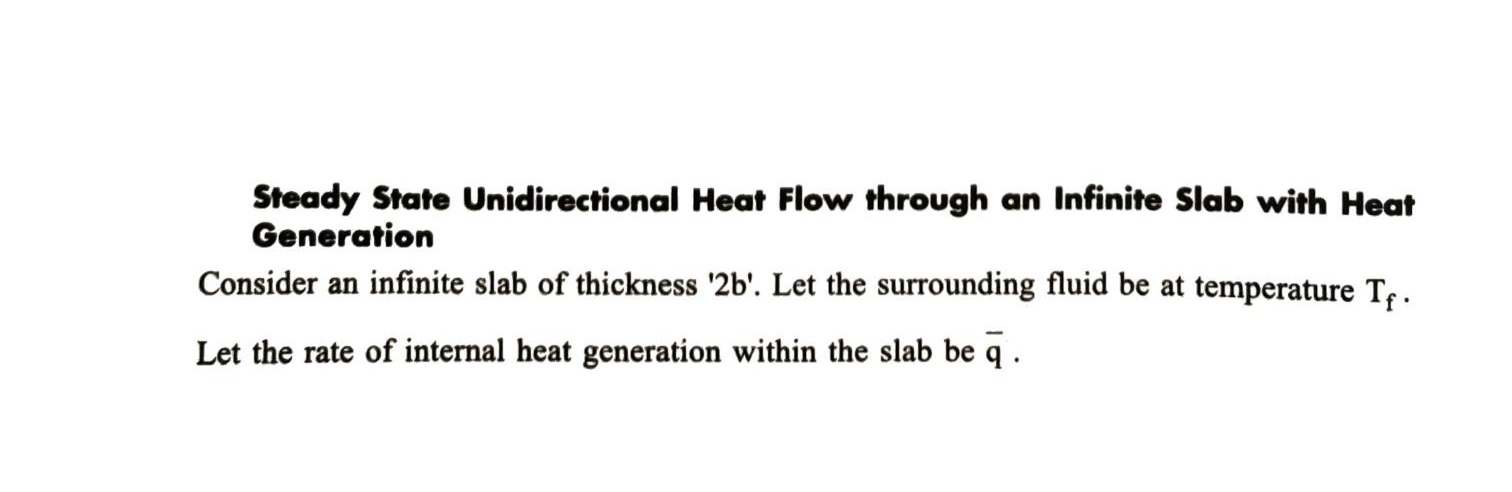 Steady State Unidirectional Heat Flow through an Infinite Slab with Heat
Generation
Consider an infinite slab of thickness '2b'. Let the surrounding fluid be at temperature T_f.
Let the rate of internal heat generation within the slab be q̄ .